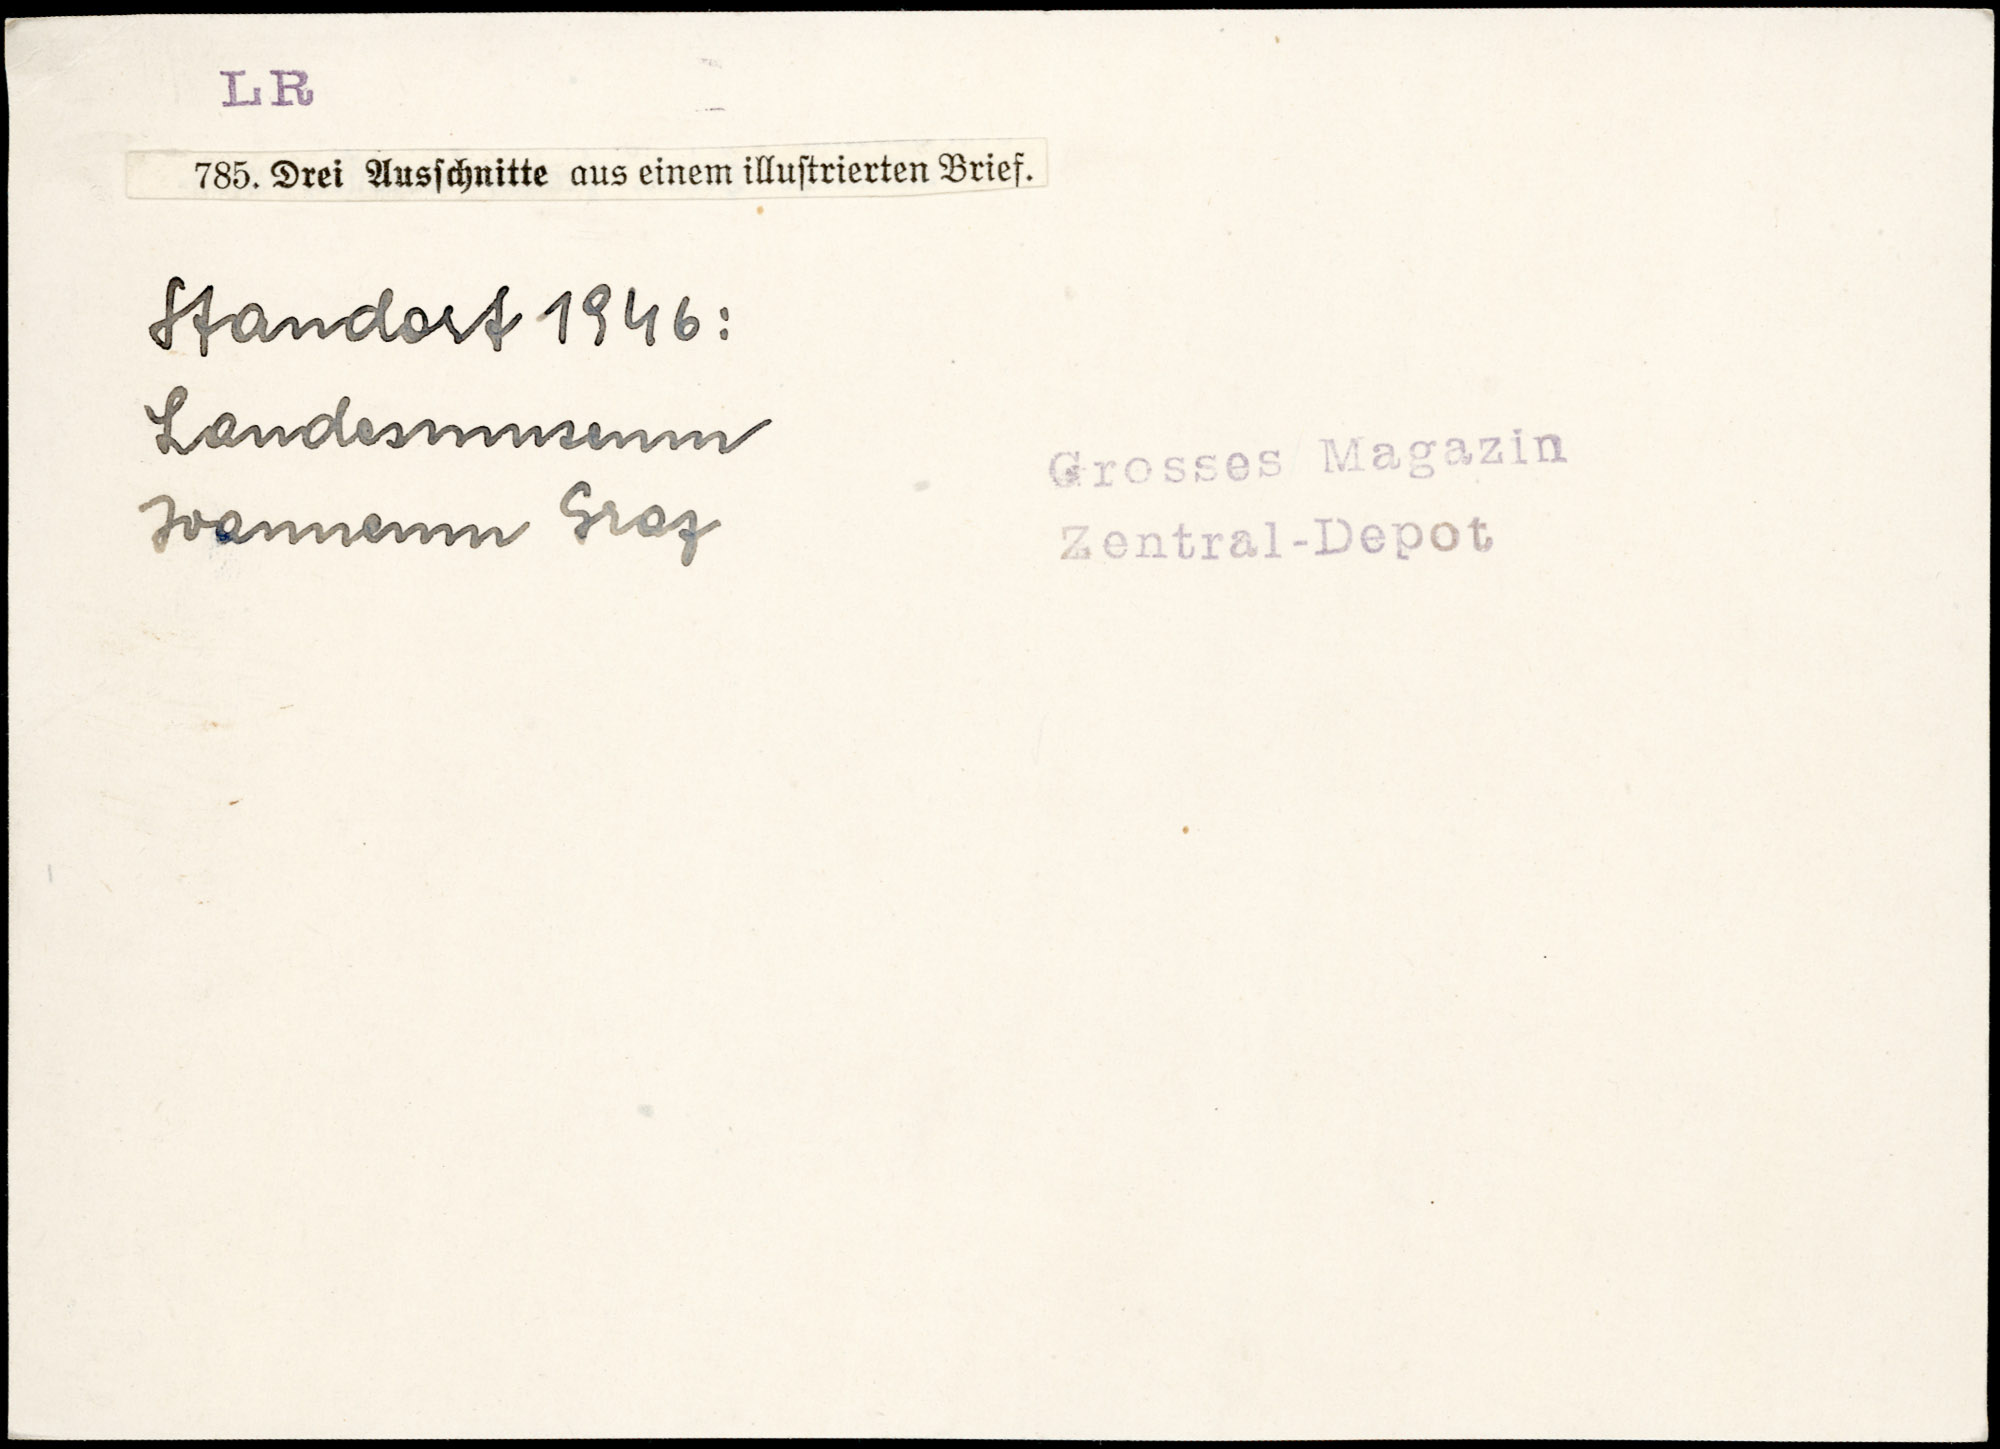 LR
785. Drei Ausschnitte aus einem illustrierten Brief.
Standort 1946:
Landesmuseum
Joanneum Graz
Grosses Magazin
Zentral-Depot